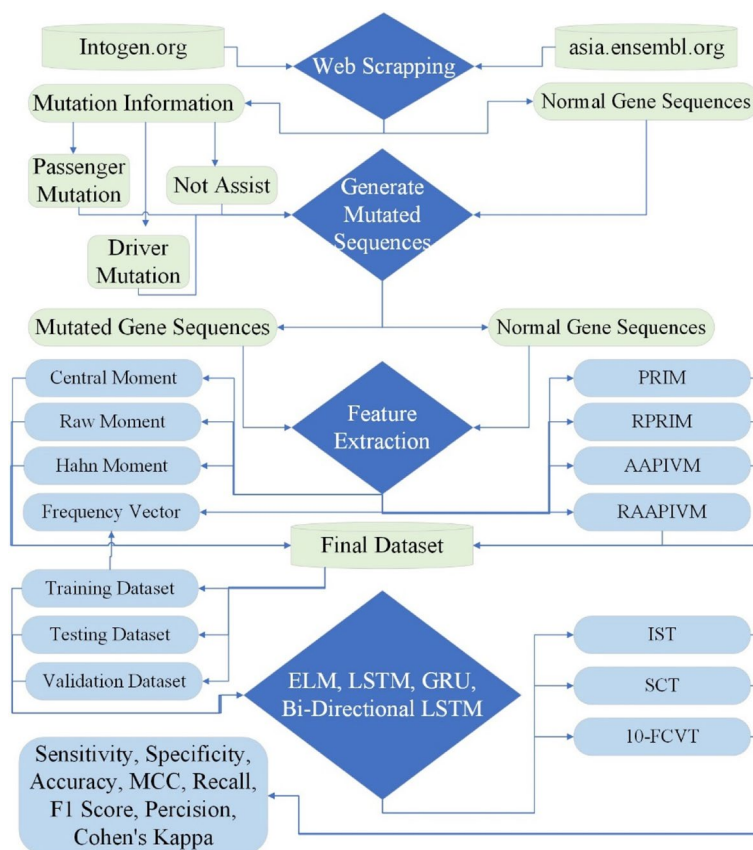 Intogen.org
Web Scrapping
asia.ensembl.org
Mutation Information
Normal Gene Sequences
Passenger
Mutation
Not Assist
Generate
Mutated
Sequences
Driver
Mutation
Mutated Gene Sequences
Normal Gene Sequences
Central Moment
Raw Moment
Hahn Moment
Frequency Vector
Feature
Extraction
PRIM
RPRIM
AAPIVM
RAAPIVM
Final Dataset
Training Dataset
Testing Dataset
Validation Dataset
ELM, LSTM, GRU,
Bi-Directional LSTM
IST
SCT
10-FCVT
Sensitivity, Specificity,
Accuracy, MCC, Recall,
F1 Score, Percision,
Cohen's Kappa